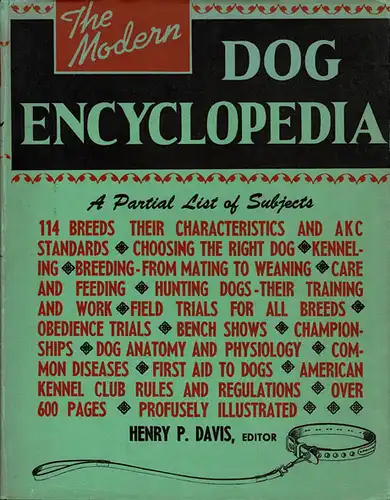 The
Modern
DOG
ENCYCLOPEDIA
A Partial List of Subjects
114 BREEDS THEIR CHARACTERISTICS AND AKC
STANDARDS ❖ CHOOSING THE RIGHT DOG ❖ KENNEL-
ING ❖ BREEDING-FROM MATING TO WEANING ❖ CARE
AND FEEDING ❖ HUNTING DOGS-THEIR TRAINING
AND WORK ❖ FIELD TRIALS FOR ALL BREEDS ❖
OBEDIENCE TRIALS ❖ BENCH SHOWS ❖ CHAMPION-
SHIPS ❖ DOG ANATOMY AND PHYSIOLOGY ❖ COM-
MON DISEASES ❖ FIRST AID TO DOGS ❖ AMERICAN
KENNEL CLUB RULES AND REGULATIONS ❖ OVER
600 PAGES ❖ PROFUSELY ILLUSTRATED ❖ ❖ ❖
HENRY P. DAVIS, EDITOR